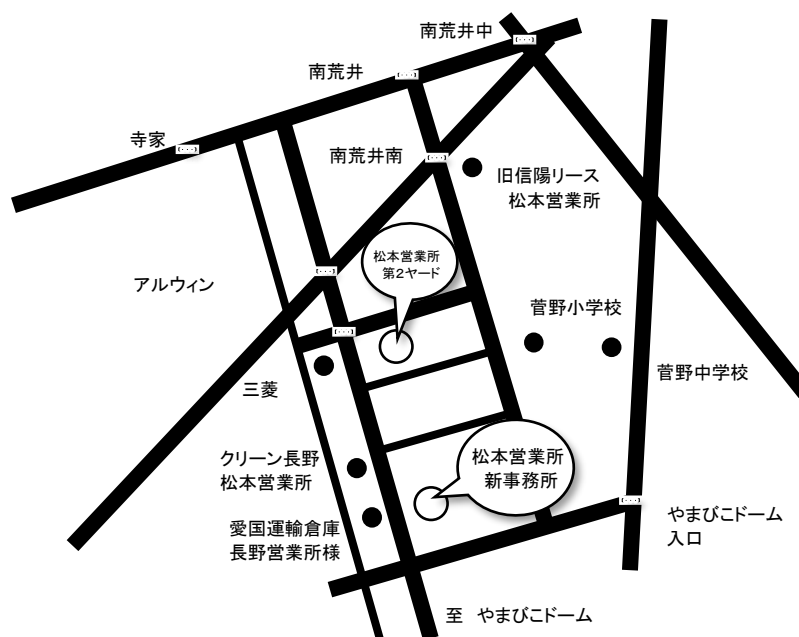 南荒井中
南荒井
寺家
南荒井南
旧信陽リース
松本営業所
松本営業所
第2ヤード
アルウィン
菅野小学校
三菱
菅野中学校
クリーン長野
松本営業所
松本営業所
新事務所
愛国運輸倉庫
長野営業所様
やまびこドーム
入口
至 やまびこドーム